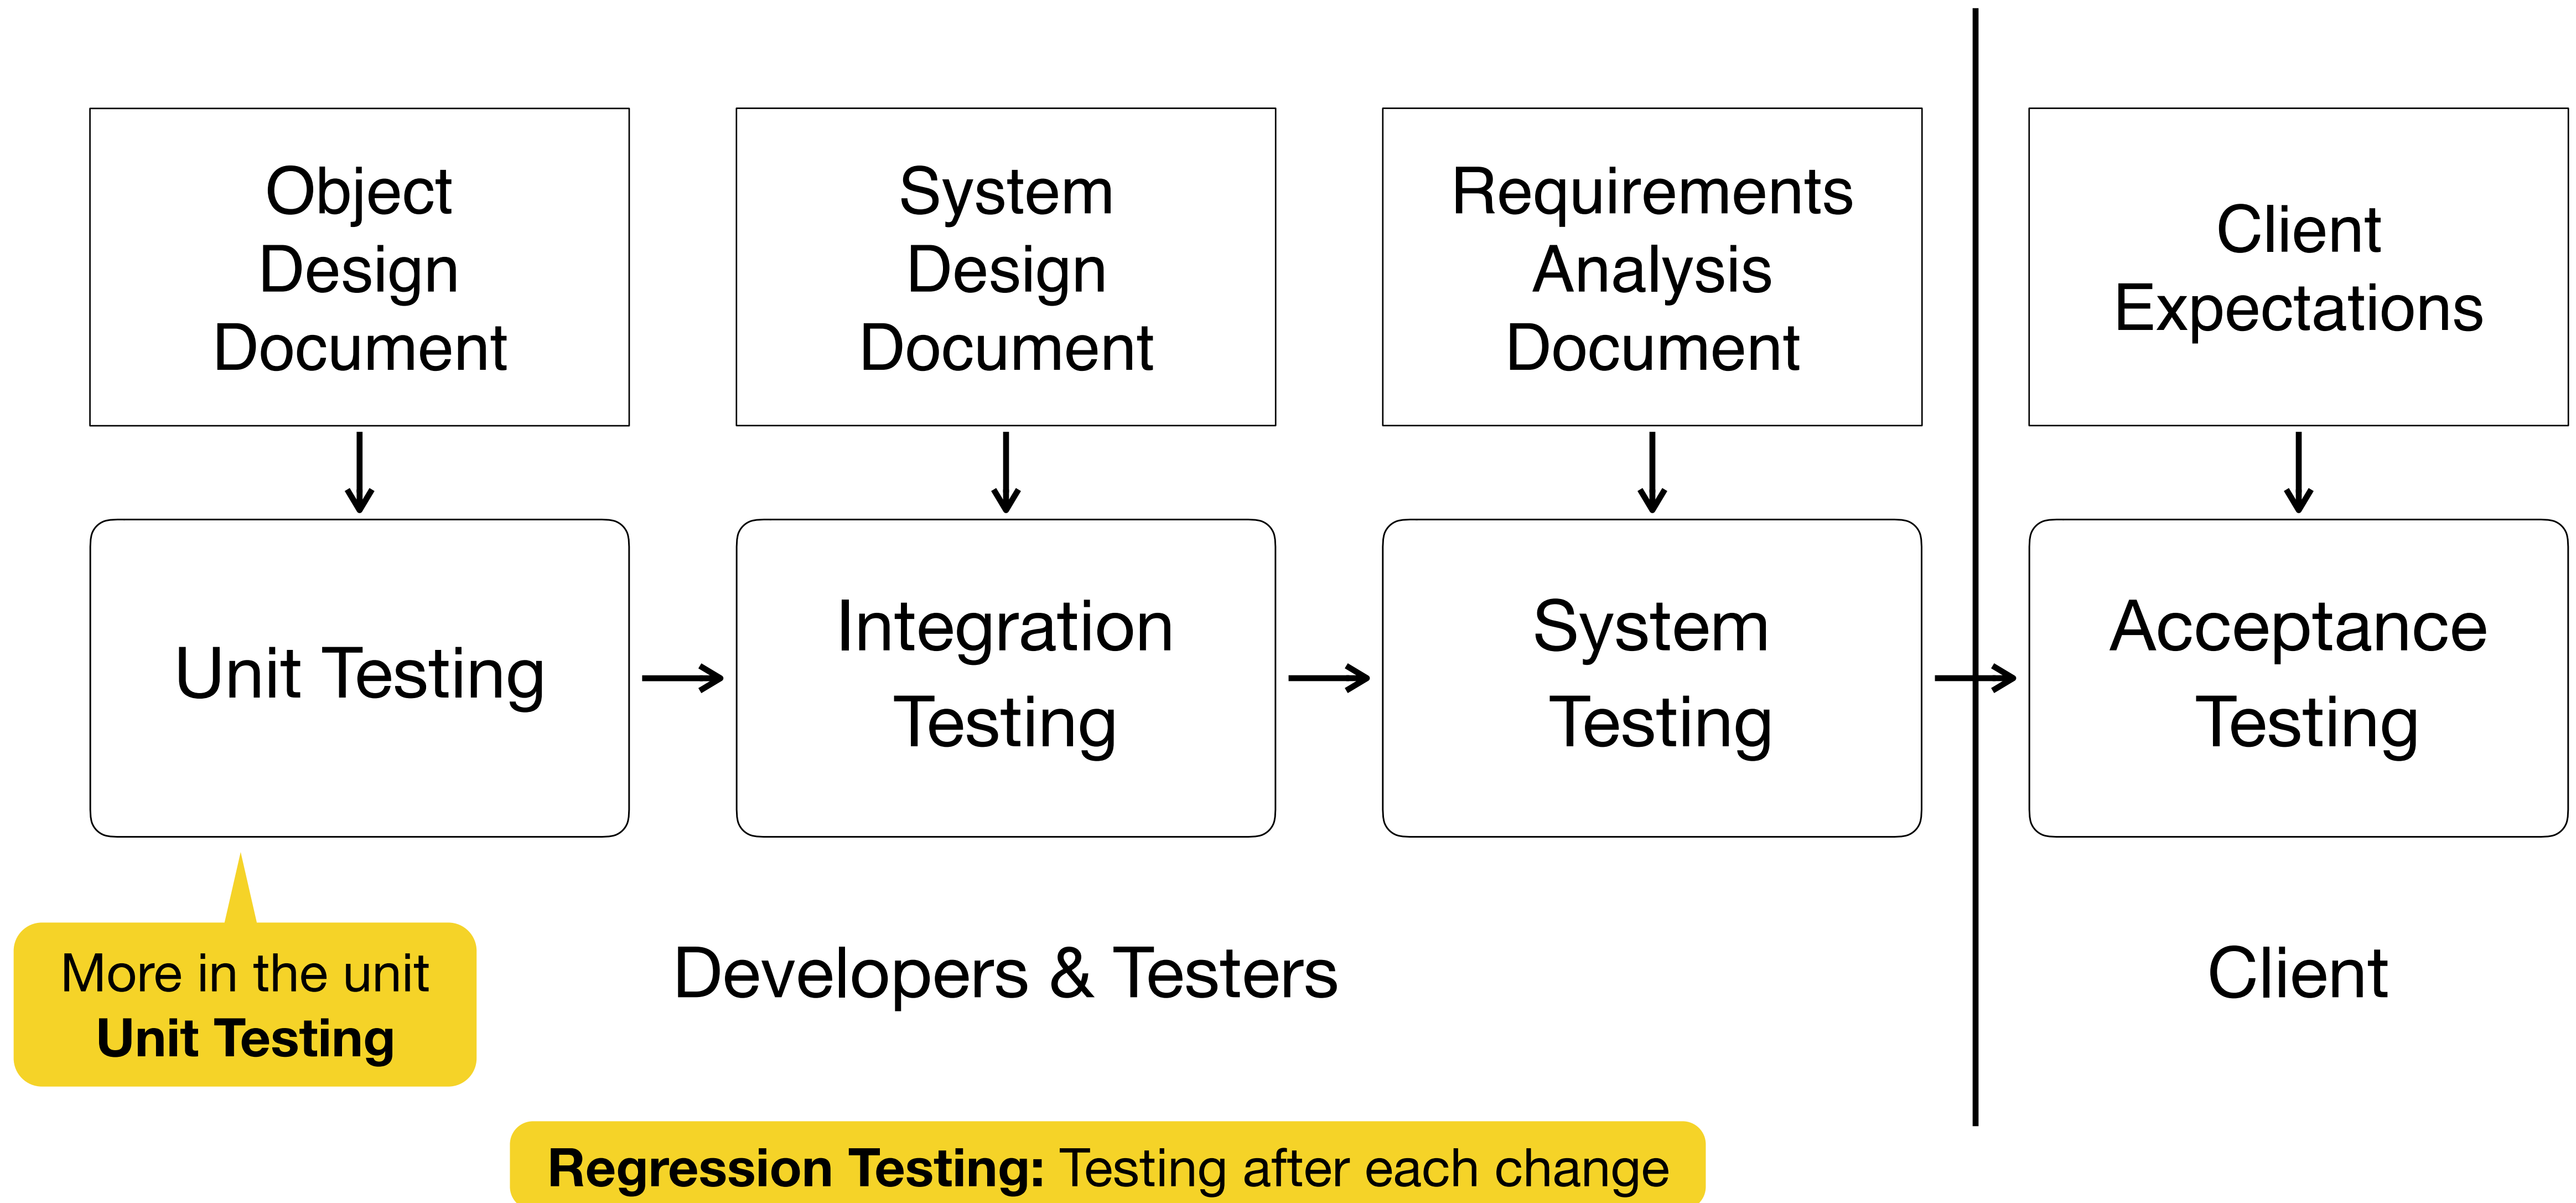 Object
Design
Document
System
Design
Document
Requirements
Analysis
Document
Client
Expectations
Unit Testing
Integration
Testing
System
Testing
Acceptance
Testing
More in the unit
Unit Testing
Developers & Testers
Client
Regression Testing: Testing after each change